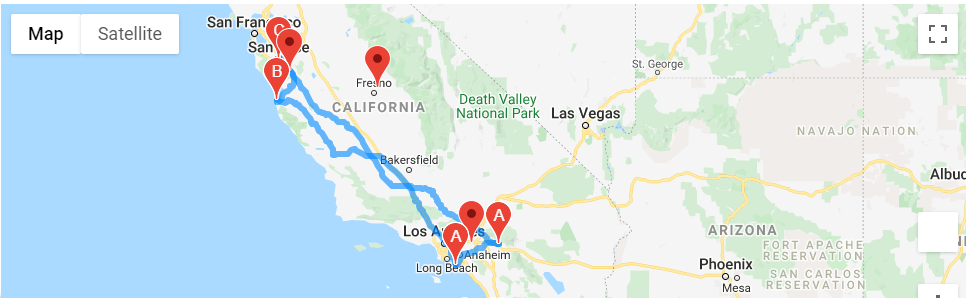 Map
Satellite
San Francisco
C
San Jose
B
Fresno
CALIFORNIA
Death Valley
National Park
St. George
Las Vegas
NAVAJO NATION
Bakersfield
Albuq
Los Angeles
A
A
Anaheim
Long Beach
ARIZONA
FORT APACHE
RESERVATION
Phoenix
SAN CARLOS
Mesa
RESERVATION